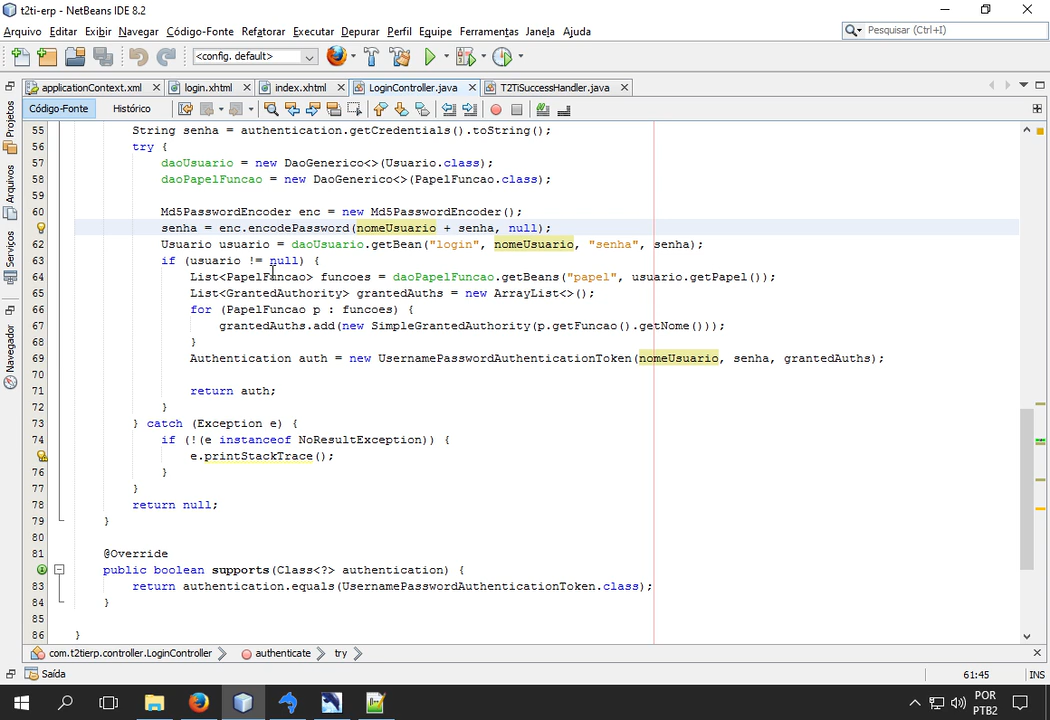 t2ti-erp - NetBeans IDE 8.2
Arquivo Editar Exibir Navegar Código-Fonte Refatorar Executar Depurar Perfil Equipe Ferramentas Janela Ajuda
Pesquisar (Ctrl+I)
<config. default>
applicationContext.xml login.xhtml index.xhtml LoginController.java T2TiSuccessHandler.java
Código-Fonte Histórico
Projetos
Arquivos
Serviços
Navegador
55 String senha = authentication.getCredentials().toString();
56 try {
57 daoUsuario = new DaoGenerico<>(Usuario.class);
58 daoPapelFuncao = new DaoGenerico<>(PapelFuncao.class);
59
60 Md5PasswordEncoder enc = new Md5PasswordEncoder();
senha = enc.encodePassword(nomeUsuario + senha, null);
62 Usuario usuario = daoUsuario.getBean("login", nomeUsuario, "senha", senha);
63 if (usuario != null) {
64 List<PapelFuncao> funcoes = daoPapelFuncao.getBeans("papel", usuario.getPapel());
65 List<GrantedAuthority> grantedAuths = new ArrayList<>();
66 for (PapelFuncao p : funcoes) {
67 grantedAuths.add(new SimpleGrantedAuthority(p.getFuncao().getNome()));
68 }
69 Authentication auth = new UsernamePasswordAuthenticationToken(nomeUsuario, senha, grantedAuths);
70
71 return auth;
72 }
73 } catch (Exception e) {
74 if (!(e instanceof NoResultException)) {
e.printStackTrace();
76 }
77 }
78 return null;
79 }
80
81 @Override
public boolean supports(Class<?> authentication) {
83 return authentication.equals(UsernamePasswordAuthenticationToken.class);
84 }
85
86 }
com.t2tierp.controller.LoginController authenticate try
Saída
61:45 INS
POR
PTB2